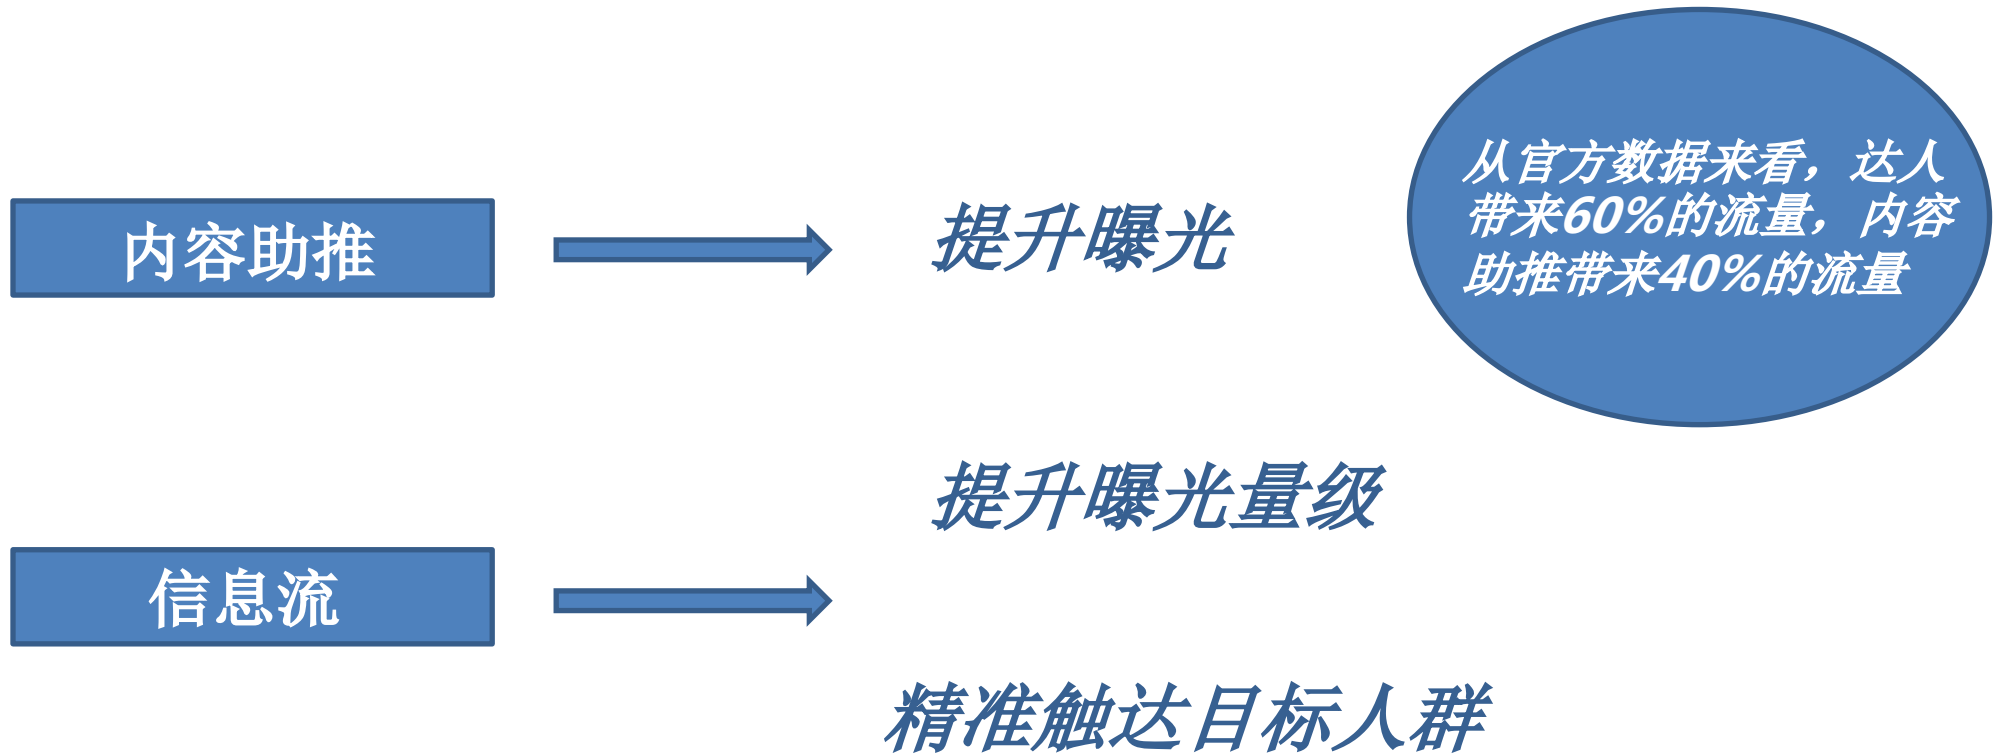 从官方数据来看，达人
带来60%的流量，内容
助推带来40%的流量
内容助推
提升曝光
提升曝光量级
信息流
精准触达目标人群